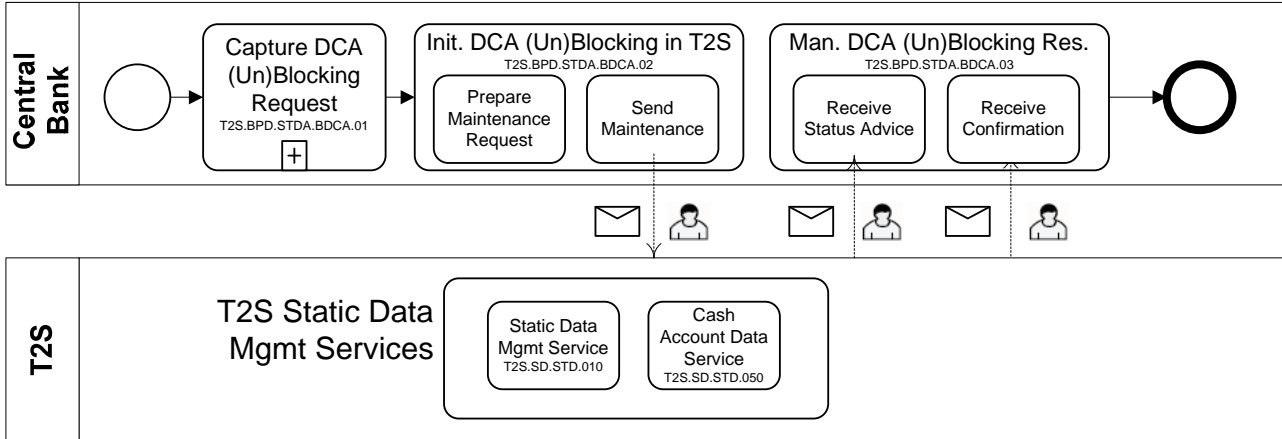 Central
Bank
Capture DCA
(Un)Blocking
Request
T2S.BPD.STDA.BDCA.01
Init. DCA (Un)Blocking in T2S
T2S.BPD.STDA.BDCA.02
Prepare
Maintenance
Request
Send
Maintenance
Man. DCA (Un)Blocking Res.
T2S.BPD.STDA.BDCA.03
Receive
Status Advice
Receive
Confirmation
T2S
T2S Static Data
Mgmt Services
Static Data
Mgmt Service
T2S.SD.STD.010
Cash
Account Data
Service
T2S.SD.STD.050